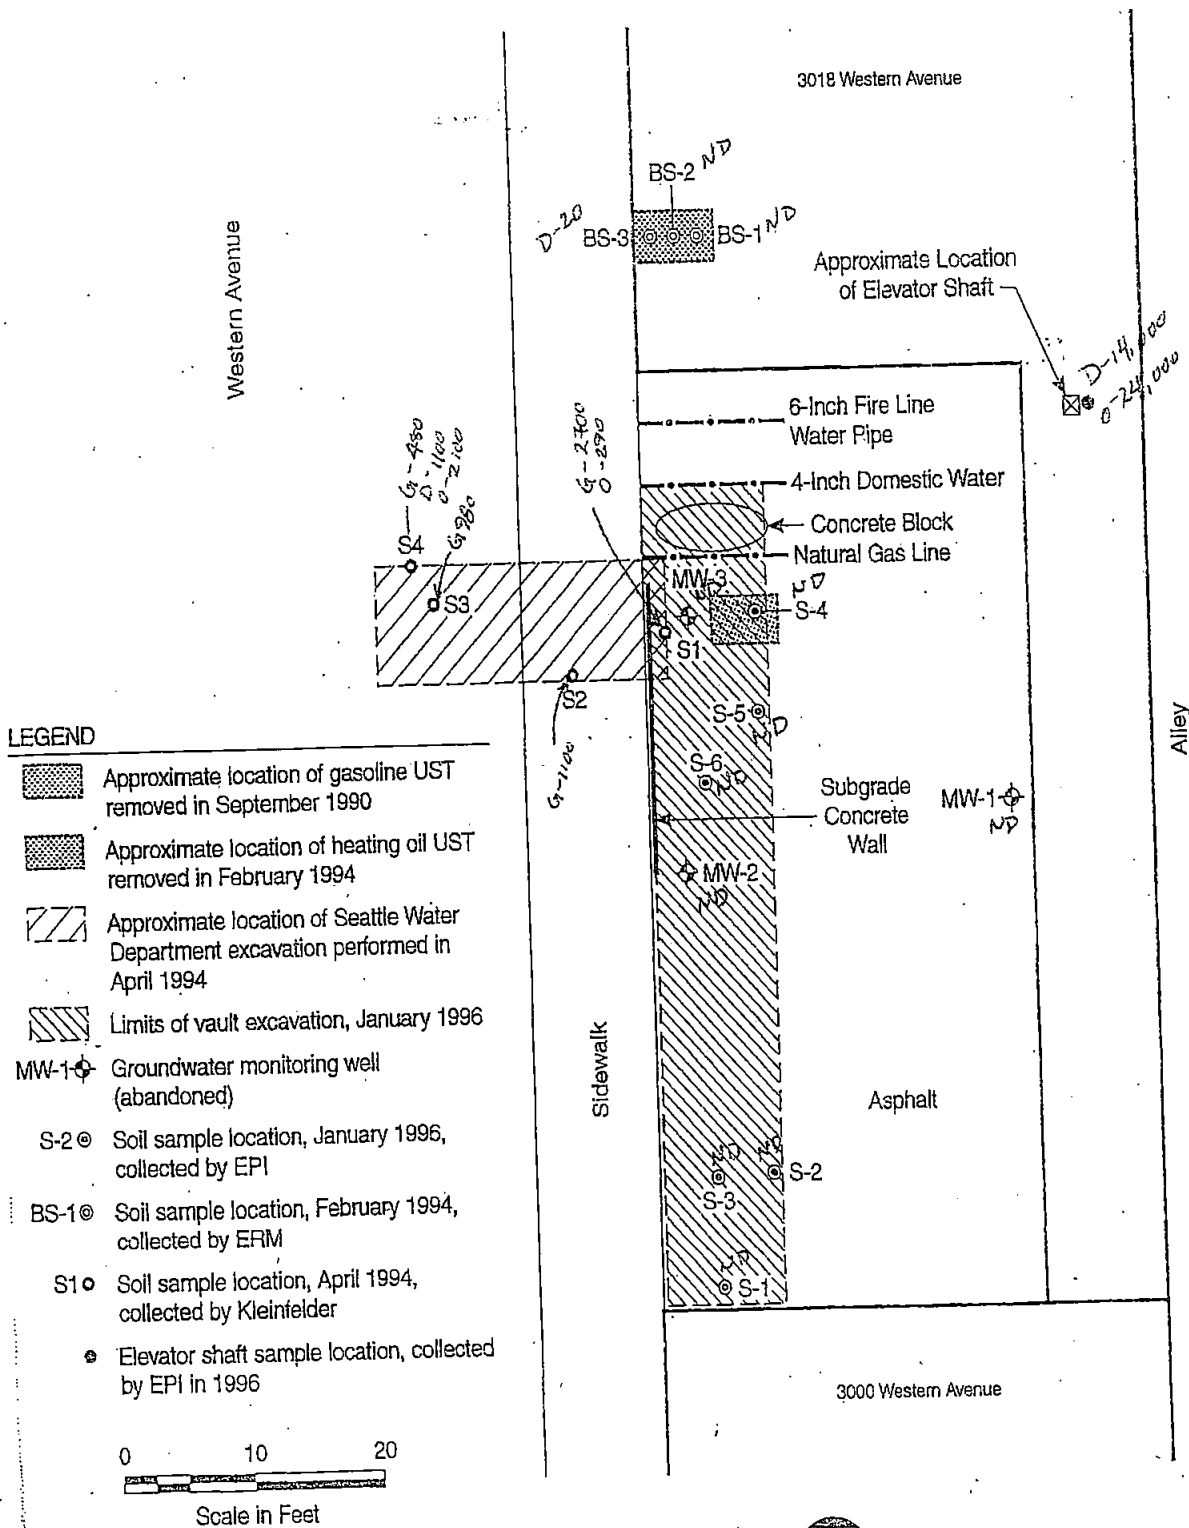 3018 Western Avenue
BS-2 ND
D-20
BS-3
BS-1 ND
Western Avenue
Approximate Location
of Elevator Shaft
D-14,000
O-24,000
6-Inch Fire Line
Water Pipe
G-480
D-1100
O-2100
G-2700
O-290
4-Inch Domestic Water
Concrete Block
Natural Gas Line
S4
G980
S3
MW-3
ND
ND
S-4
S1
S2
G-1100
S-5
ND
S-6
ND
Subgrade
Concrete
Wall
MW-1
ND
MW-2
ND
Alley
Sidewalk
Asphalt
ND
S-3
ND
S-2
ND
S-1
3000 Western Avenue
LEGEND
Approximate location of gasoline UST
removed in September 1990
Approximate location of heating oil UST
removed in February 1994
Approximate location of Seattle Water
Department excavation performed in
April 1994
Limits of vault excavation, January 1996
MW-1 Groundwater monitoring well
(abandoned)
S-2 Soil sample location, January 1996,
collected by EPI
BS-1 Soil sample location, February 1994,
collected by ERM
S1 Soil sample location, April 1994,
collected by Kleinfelder
Elevator shaft sample location, collected
by EPI in 1996
0 10 20
Scale in Feet